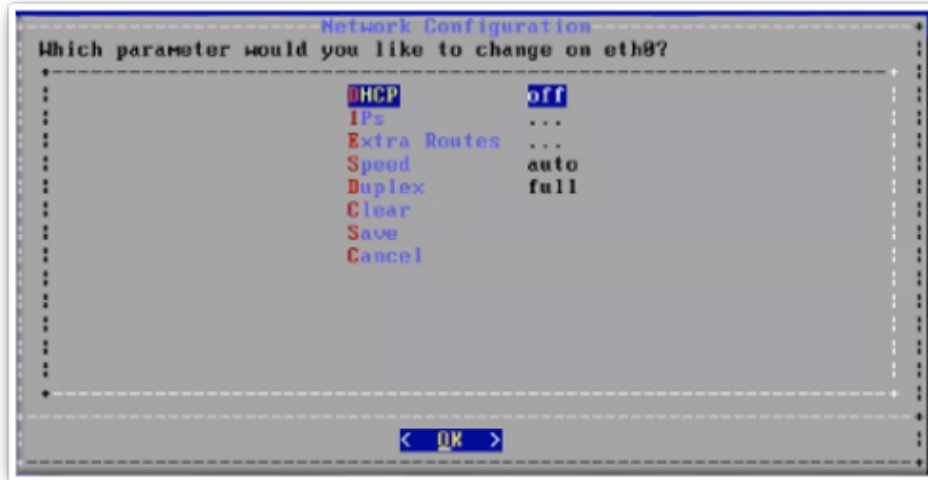 Network Configuration
Which parameter would you like to change on eth0?
DHCP off
IPs ...
Extra Routes ...
Speed auto
Duplex full
Clear
Save
Cancel
< OK >